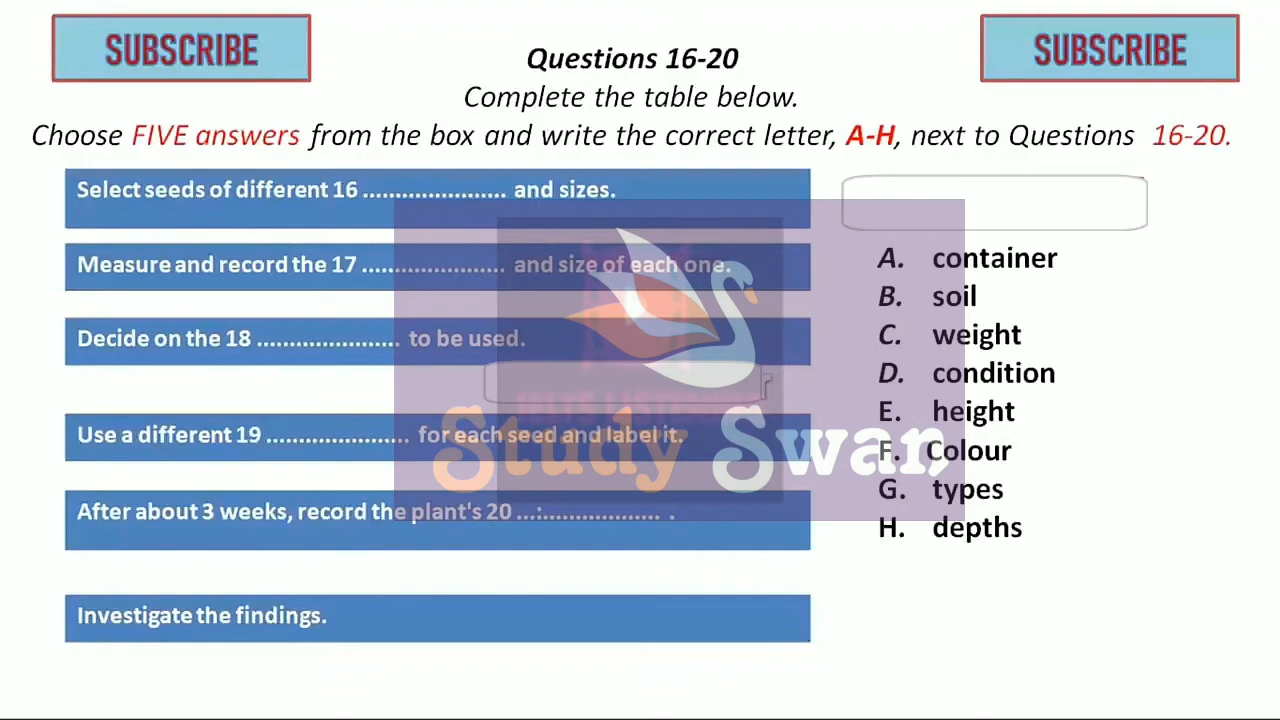 SUBSCRIBE
SUBSCRIBE
Questions 16-20
Complete the table below.
Choose FIVE answers from the box and write the correct letter, A-H, next to Questions 16-20.
Select seeds of different 16 ...................... and sizes.
Measure and record the 17 ...................... and size of each one.
Decide on the 18 ...................... to be used.
Use a different 19 ...................... for each seed and label it.
After about 3 weeks, record the plant's 20 ...:.................. .
Investigate the findings.
A. container
B. soil
C. weight
D. condition
E. height
F. Colour
G. types
H. depths
Study Swan